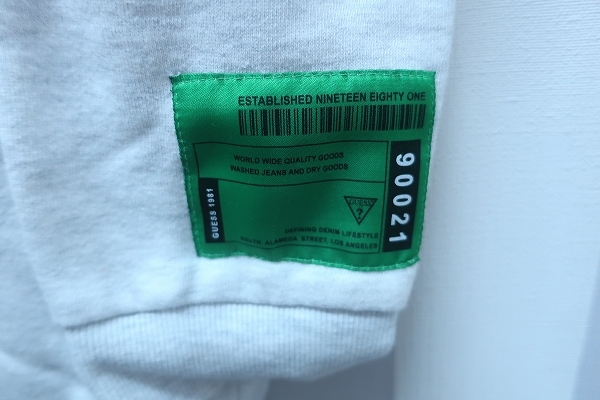 ESTABLISHED NINETEEN EIGHTY ONE
WORLD WIDE QUALITY GOODS
WASHED JEANS AND DRY GOODS
GUESS 1981
GUESS
?
90021
DEFINING DENIM LIFESTYLE
SOUTH ALAMEDA STREET, LOS ANGELES